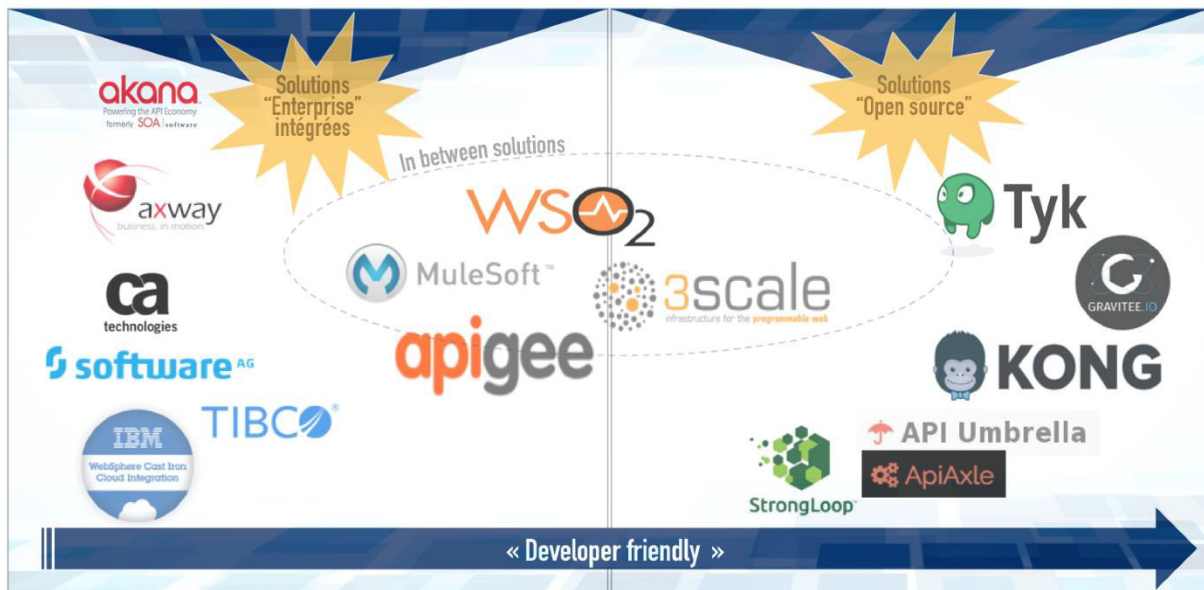 Solutions
"Enterprise"
intégrées
Solutions
"Open source"
akana
Powering the API Economy
formerly SOA software
In between solutions
axway
business in motion
WSO2
Tyk
MuleSoft™
3scale
infrastructure for the programmable web
GRAVITEE.IO
ca
technologies
apigee
software AG
KONG
TIBCO®
IBM
WebSphere Cast Iron
Cloud Integration
API Umbrella
ApiAxle
StrongLoop™
« Developer friendly »